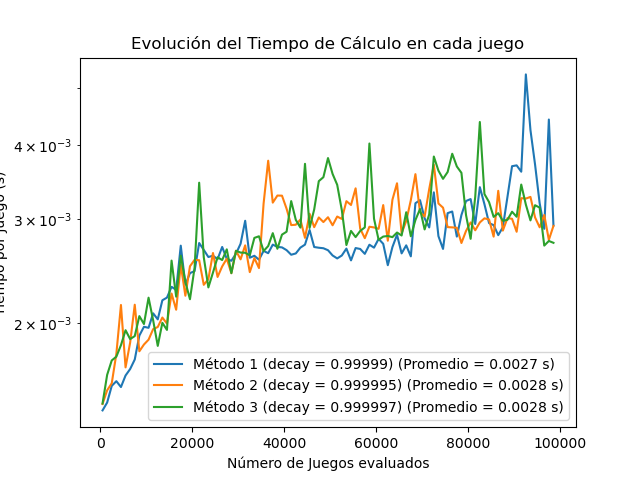 Evolución del Tiempo de Cálculo en cada juego
4 × 10⁻³
3 × 10⁻³
2 × 10⁻³
por juego (s)
Método 1 (decay = 0.99999) (Promedio = 0.0027 s)
Método 2 (decay = 0.999995) (Promedio = 0.0028 s)
Método 3 (decay = 0.999997) (Promedio = 0.0028 s)
0 20000 40000 60000 80000 100000
Número de Juegos evaluados